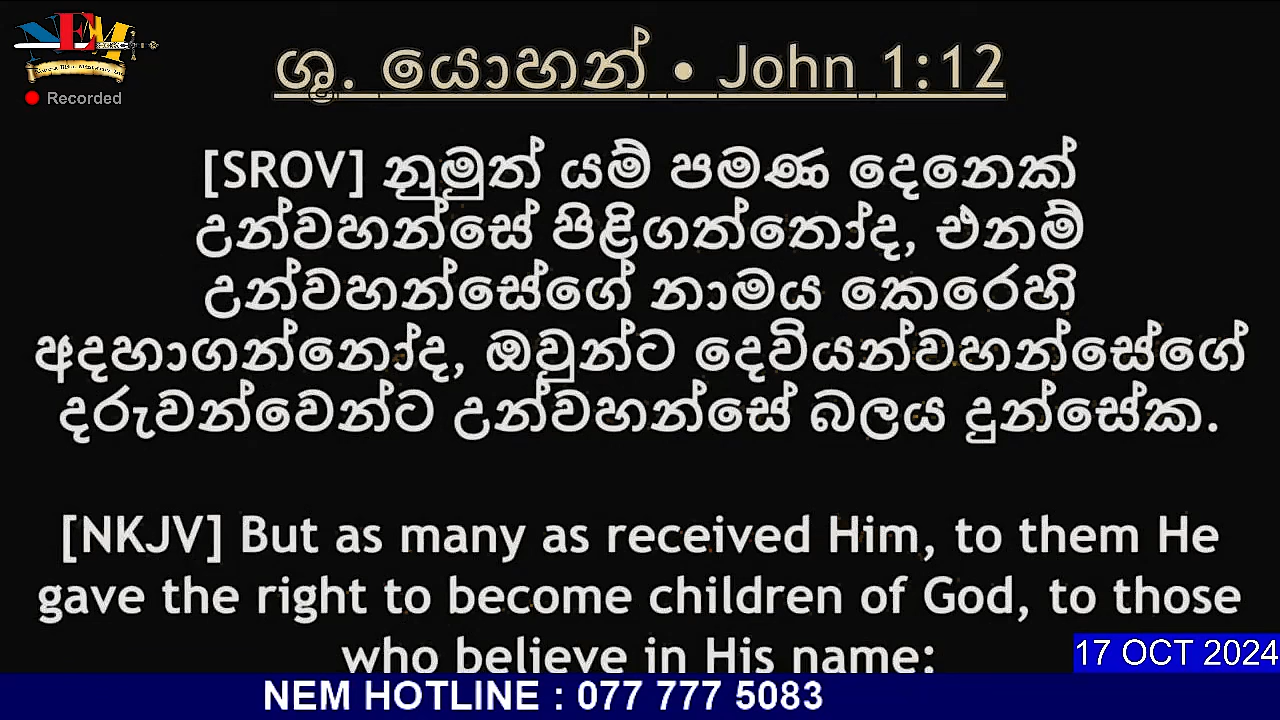 NEM
Recorded
ශු. යොහන් • John 1:12
[SROV] නුමුත් යම් පමණ දෙනෙක්
උන්වහන්සේ පිළිගත්තෝද, එනම්
උන්වහන්සේගේ නාමය කෙරෙහි
අදහාගන්නෝද, ඔවුන්ට දෙවියන්වහන්සේගේ
දරුවන්වෙන්ට උන්වහන්සේ බලය දුන්සේක.
[NKJV] But as many as received Him, to them He
gave the right to become children of God, to those
who believe in His name:
17 OCT 2024
NEM HOTLINE : 077 777 5083